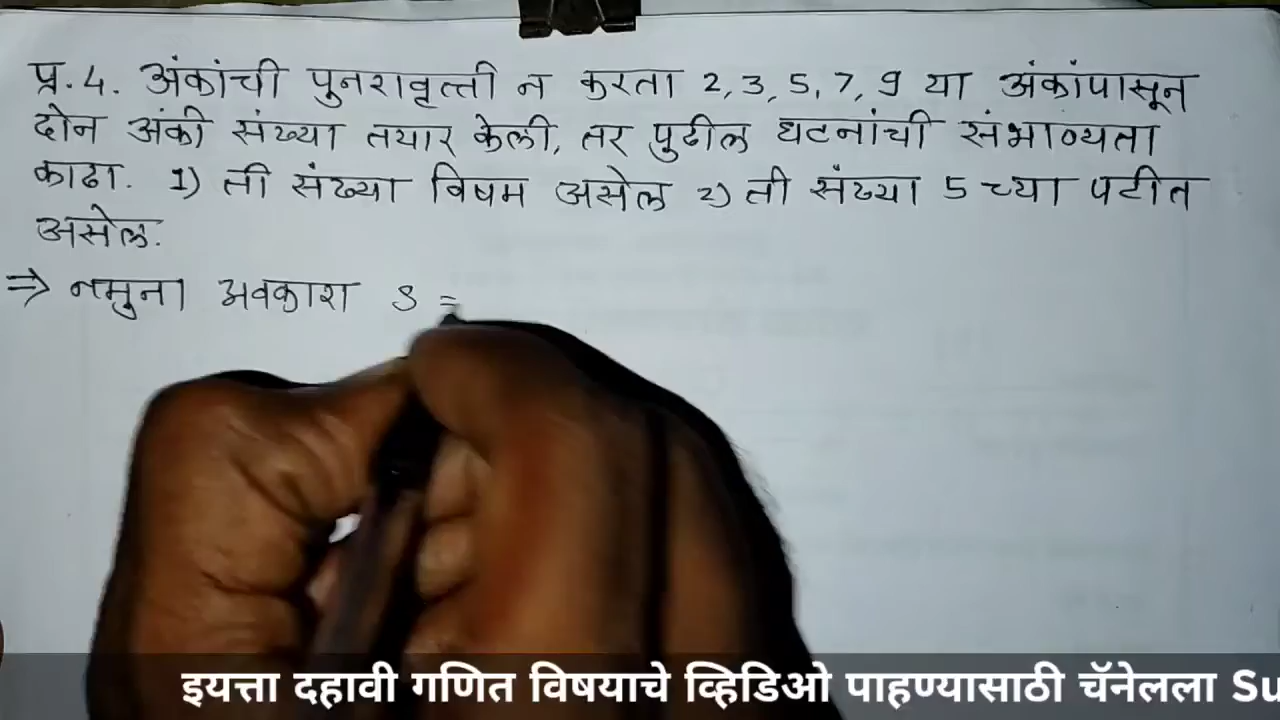 प्र.4. अंकांची पुनरावृत्ती न करता 2, 3, 5, 7, 9 या अंकांपासून
दोन अंकी संख्या तयार केली, तर पुढील घटनांची संभाव्यता
काढा. 1) ती संख्या विषम असेल 2) ती संख्या 5 च्या पटीत
असेल.
⇒ नमुना अवकाश S =
इयत्ता दहावी गणित विषयाचे व्हिडिओ पाहण्यासाठी चॅनेलला Su